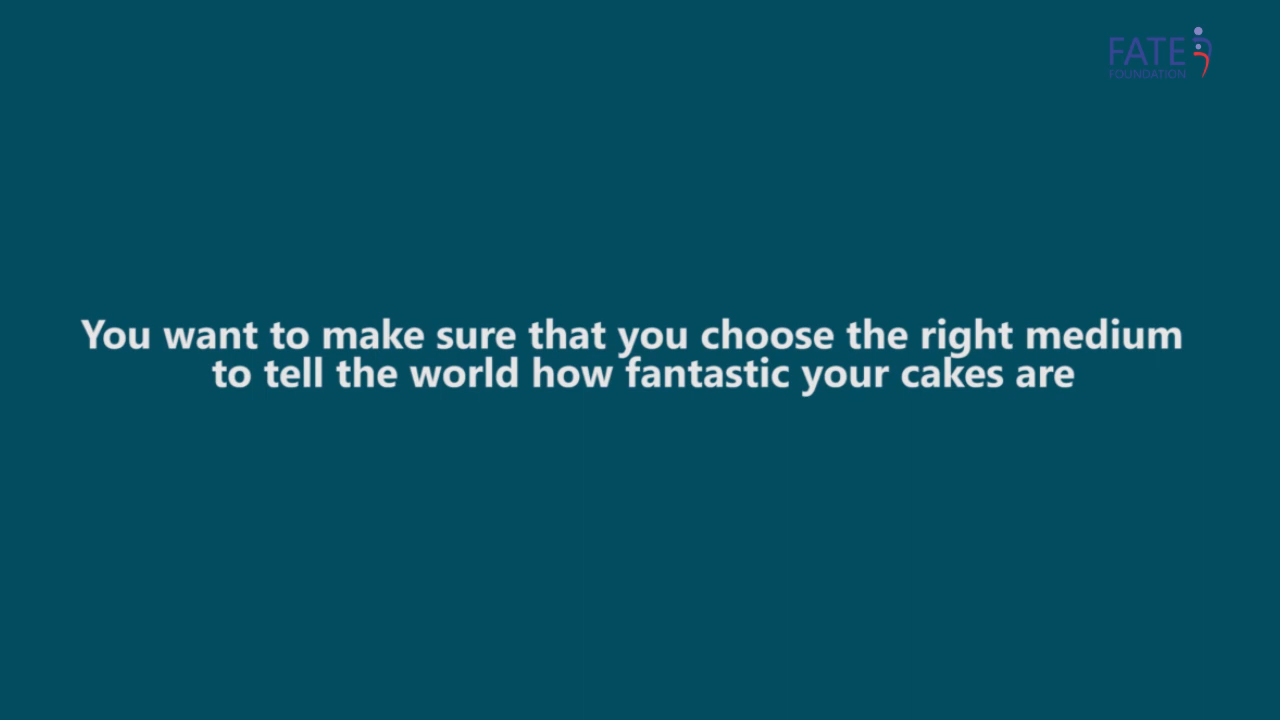 FATE
FOUNDATION
You want to make sure that you choose the right medium
to tell the world how fantastic your cakes are